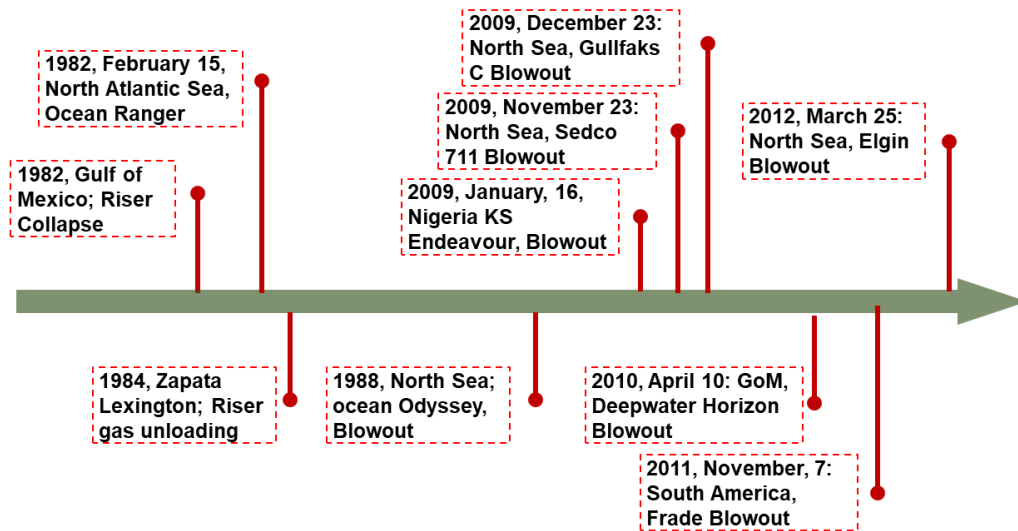 1982, Gulf of
Mexico; Riser
Collapse
1982, February 15,
North Atlantic Sea,
Ocean Ranger
1984, Zapata
Lexington; Riser
gas unloading
1988, North Sea;
ocean Odyssey,
Blowout
2009, January, 16,
Nigeria KS
Endeavour, Blowout
2009, November 23:
North Sea, Sedco
711 Blowout
2009, December 23:
North Sea, Gullfaks
C Blowout
2010, April 10: GoM,
Deepwater Horizon
Blowout
2011, November, 7:
South America,
Frade Blowout
2012, March 25:
North Sea, Elgin
Blowout